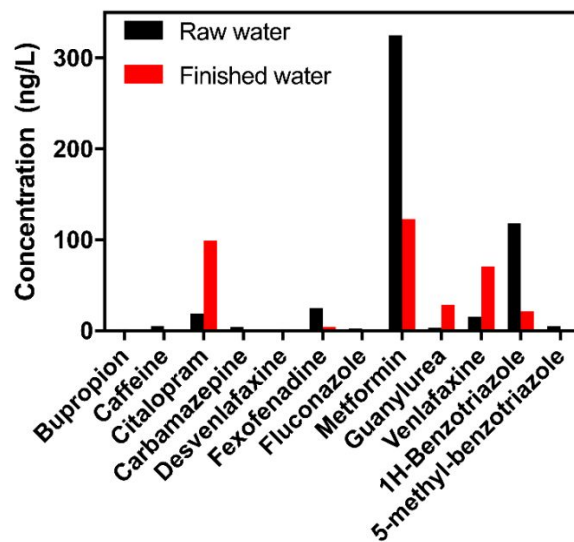 Concentration (ng/L)
300
200
100
0
Raw water
Finished water
Bupropion
Caffeine
Citalopram
Carbamazepine
Desvenlafaxine
Fexofenadine
Fluconazole
Metformin
Guanylurea
Venlafaxine
1H-Benzotriazole
5-methyl-benzotriazole